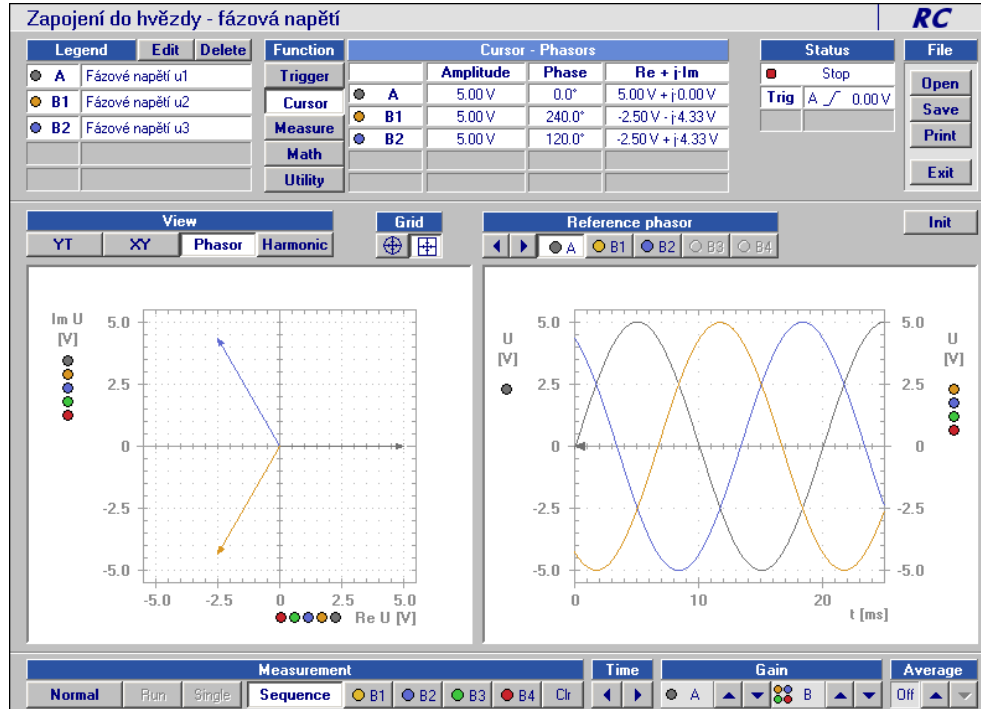 Zapojení do hvězdy - fázová napětí
RC
Legend Edit Delete
A Fázové napětí u1
B1 Fázové napětí u2
B2 Fázové napětí u3
Function
Trigger
Cursor
Measure
Math
Utility
Cursor - Phasors
Amplitude Phase Re + j·Im
A 5.00 V 0.0° 5.00 V + j·0.00 V
B1 5.00 V 240.0° -2.50 V - j·4.33 V
B2 5.00 V 120.0° -2.50 V + j·4.33 V
Status
Stop
Trig A 0.00 V
File
Open
Save
Print
Exit
View
YT XY Phasor Harmonic
Grid
Reference phasor
A B1 B2 B3 B4
Init
Im U
[V]
5.0
2.5
0
-2.5
-5.0
-5.0 -2.5 0 2.5 5.0
Re U [V]
U
[V]
5.0
2.5
0
-2.5
-5.0
0 10 20
t [ms]
5.0
2.5
0
-2.5
-5.0
U
[V]
Measurement
Normal Run Single Sequence B1 B2 B3 B4 Clr
Time
Gain
A B
Average
Off